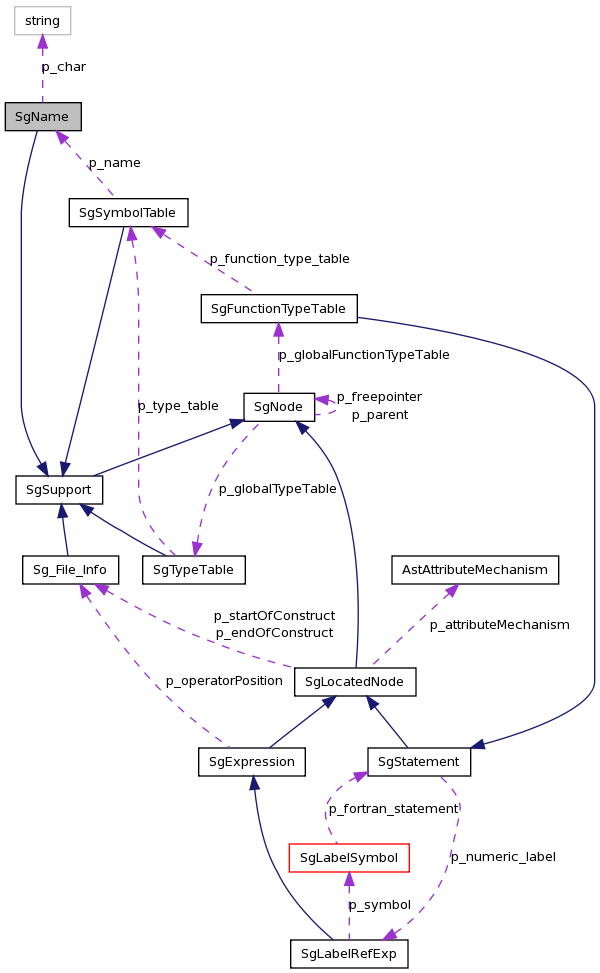 string
p_char
SgName
p_name
SgSymbolTable
p_function_type_table
SgFunctionTypeTable
p_globalFunctionTypeTable
p_freepointer
p_parent
SgNode
p_type_table
p_globalTypeTable
SgSupport
Sg_File_Info
SgTypeTable
AstAttributeMechanism
p_startOfConstruct
p_endOfConstruct
p_attributeMechanism
p_operatorPosition
SgLocatedNode
SgExpression
SgStatement
p_fortran_statement
SgLabelSymbol
p_numeric_label
p_symbol
SgLabelRefExp